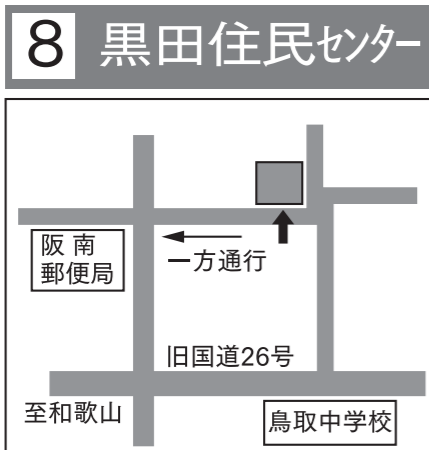 8 黒田住民センター
阪南
郵便局
一方通行
旧国道26号
至和歌山
鳥取中学校